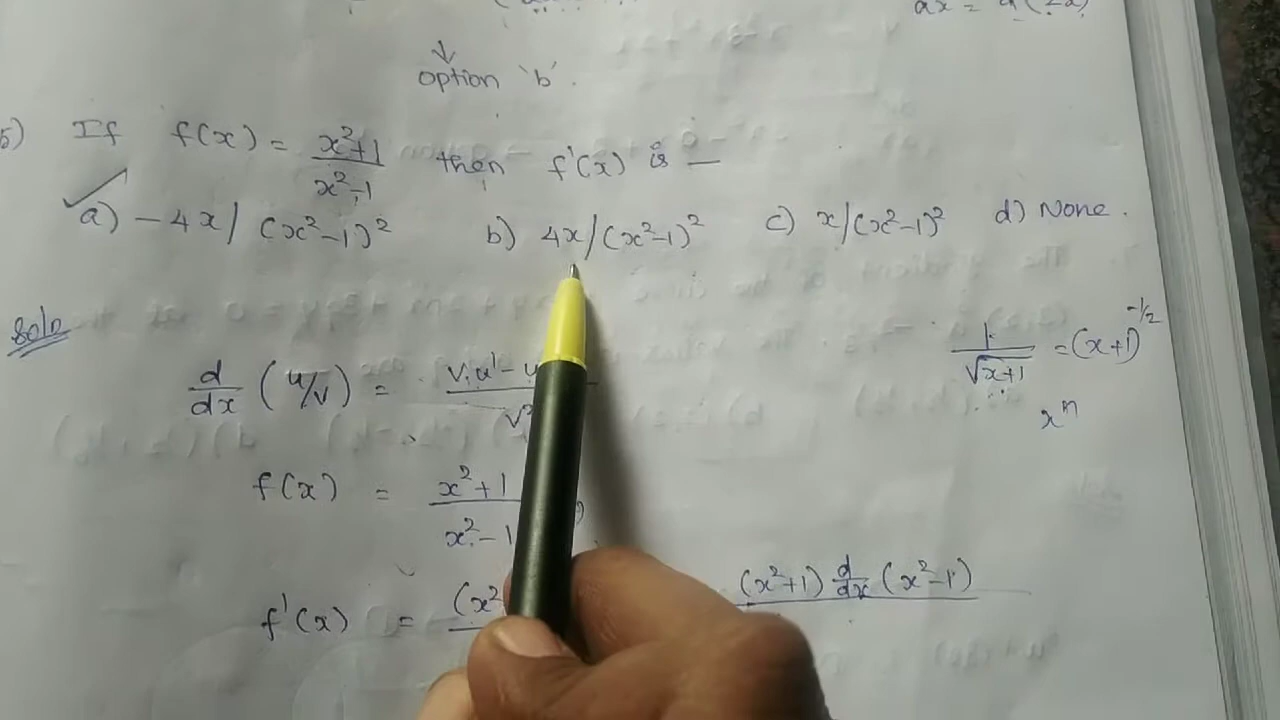 option 'b'.
5) If f(x) = x²+1 / x²-1 then f'(x) is —
a) -4x/(x²-1)² b) 4x/(x²-1)² c) x/(x²-1)² d) None.
Soln
1/√x+1 = (x+1)^-1/2
d/dx (u/v) = v.u' - u
xⁿ
f(x) = x²+1 / x²-1
f'(x) = (x² (x²+1) d/dx (x²-1)